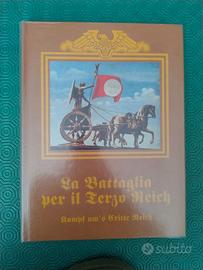 La Battaglia
per il Terzo Reich
Kampf um's Dritte Reich
subito